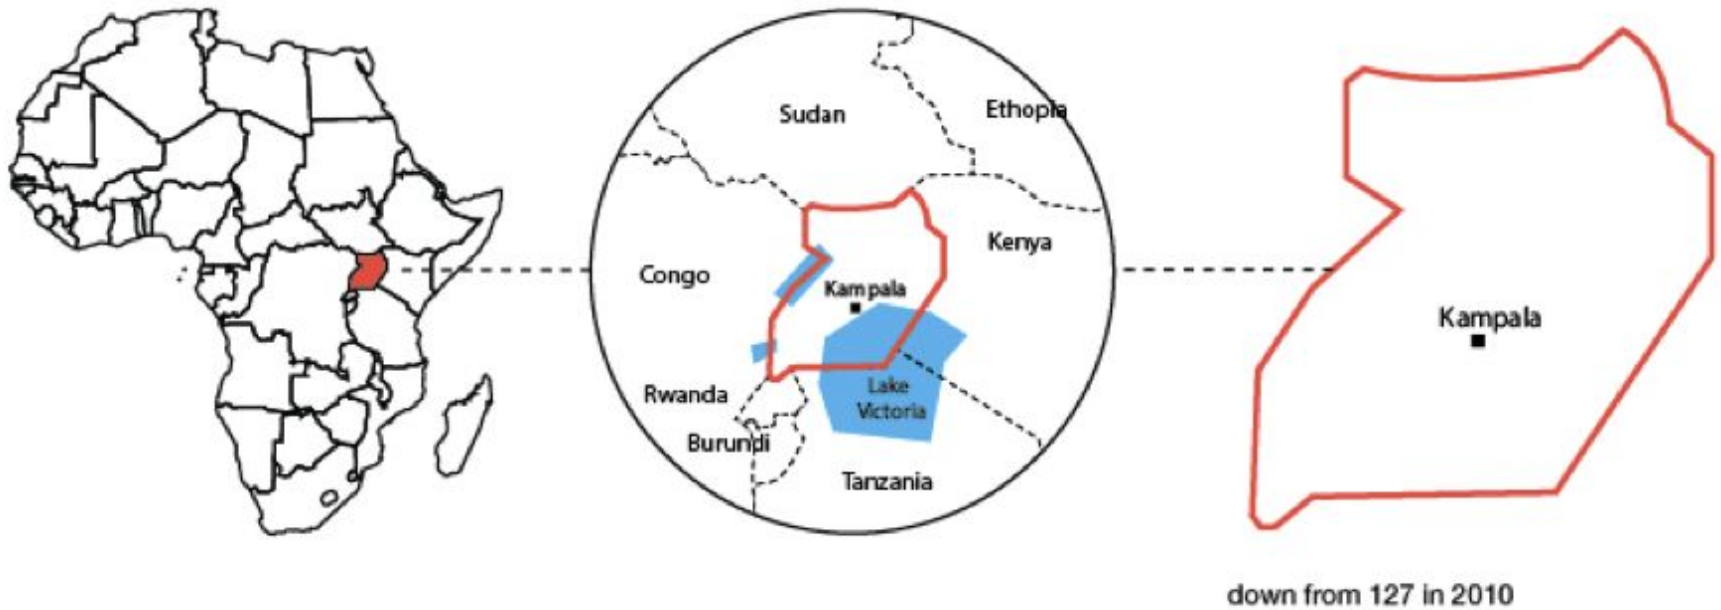 Sudan
Ethopia
Kenya
Congo
Kampala
Rwanda
Lake
Victoria
Burundi
Tanzania
Kampala
down from 127 in 2010